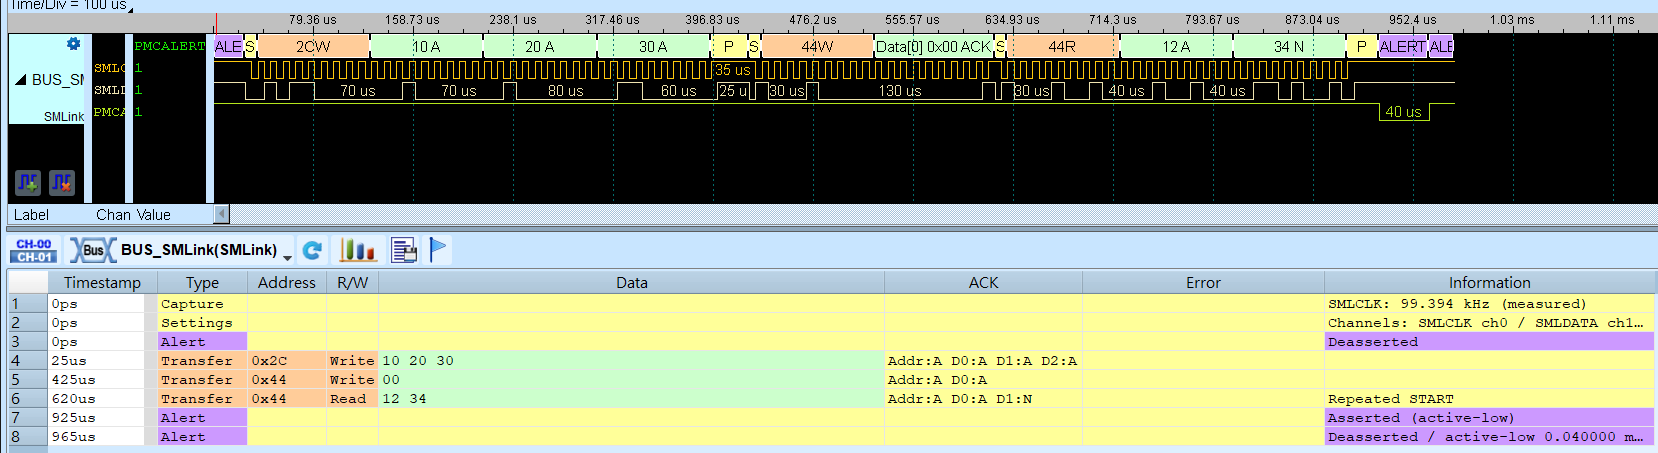 Time/Div = 100 us
79.36 us 158.73 us 238.1 us 317.46 us 396.83 us 476.2 us 555.57 us 634.93 us 714.3 us 793.67 us 873.04 us 952.4 us 1.03 ms 1.11 ms
PMCALERT ALE S 2CW 10 A 20 A 30 A P S 44W Data[0] 0x00 ACK S 44R 12 A 34 N P ALERT ALE
SMLC 1 35 us
BUS_SM SMLD 1 70 us 70 us 80 us 60 us 25 u 30 us 130 us 30 us 40 us 40 us
SMLink PMCA 1 40 us
Label Chan Value
CH-00
CH-01
Bus BUS_SMLink(SMLink)
Timestamp Type Address R/W Data ACK Error Information
1 0ps Capture SMLCLK: 99.394 kHz (measured)
2 0ps Settings Channels: SMLCLK ch0 / SMLDATA ch1...
3 0ps Alert Deasserted
4 25us Transfer 0x2C Write 10 20 30 Addr:A D0:A D1:A D2:A
5 425us Transfer 0x44 Write 00 Addr:A D0:A
6 620us Transfer 0x44 Read 12 34 Addr:A D0:A D1:N Repeated START
7 925us Alert Asserted (active-low)
8 965us Alert Deasserted / active-low 0.040000 m...